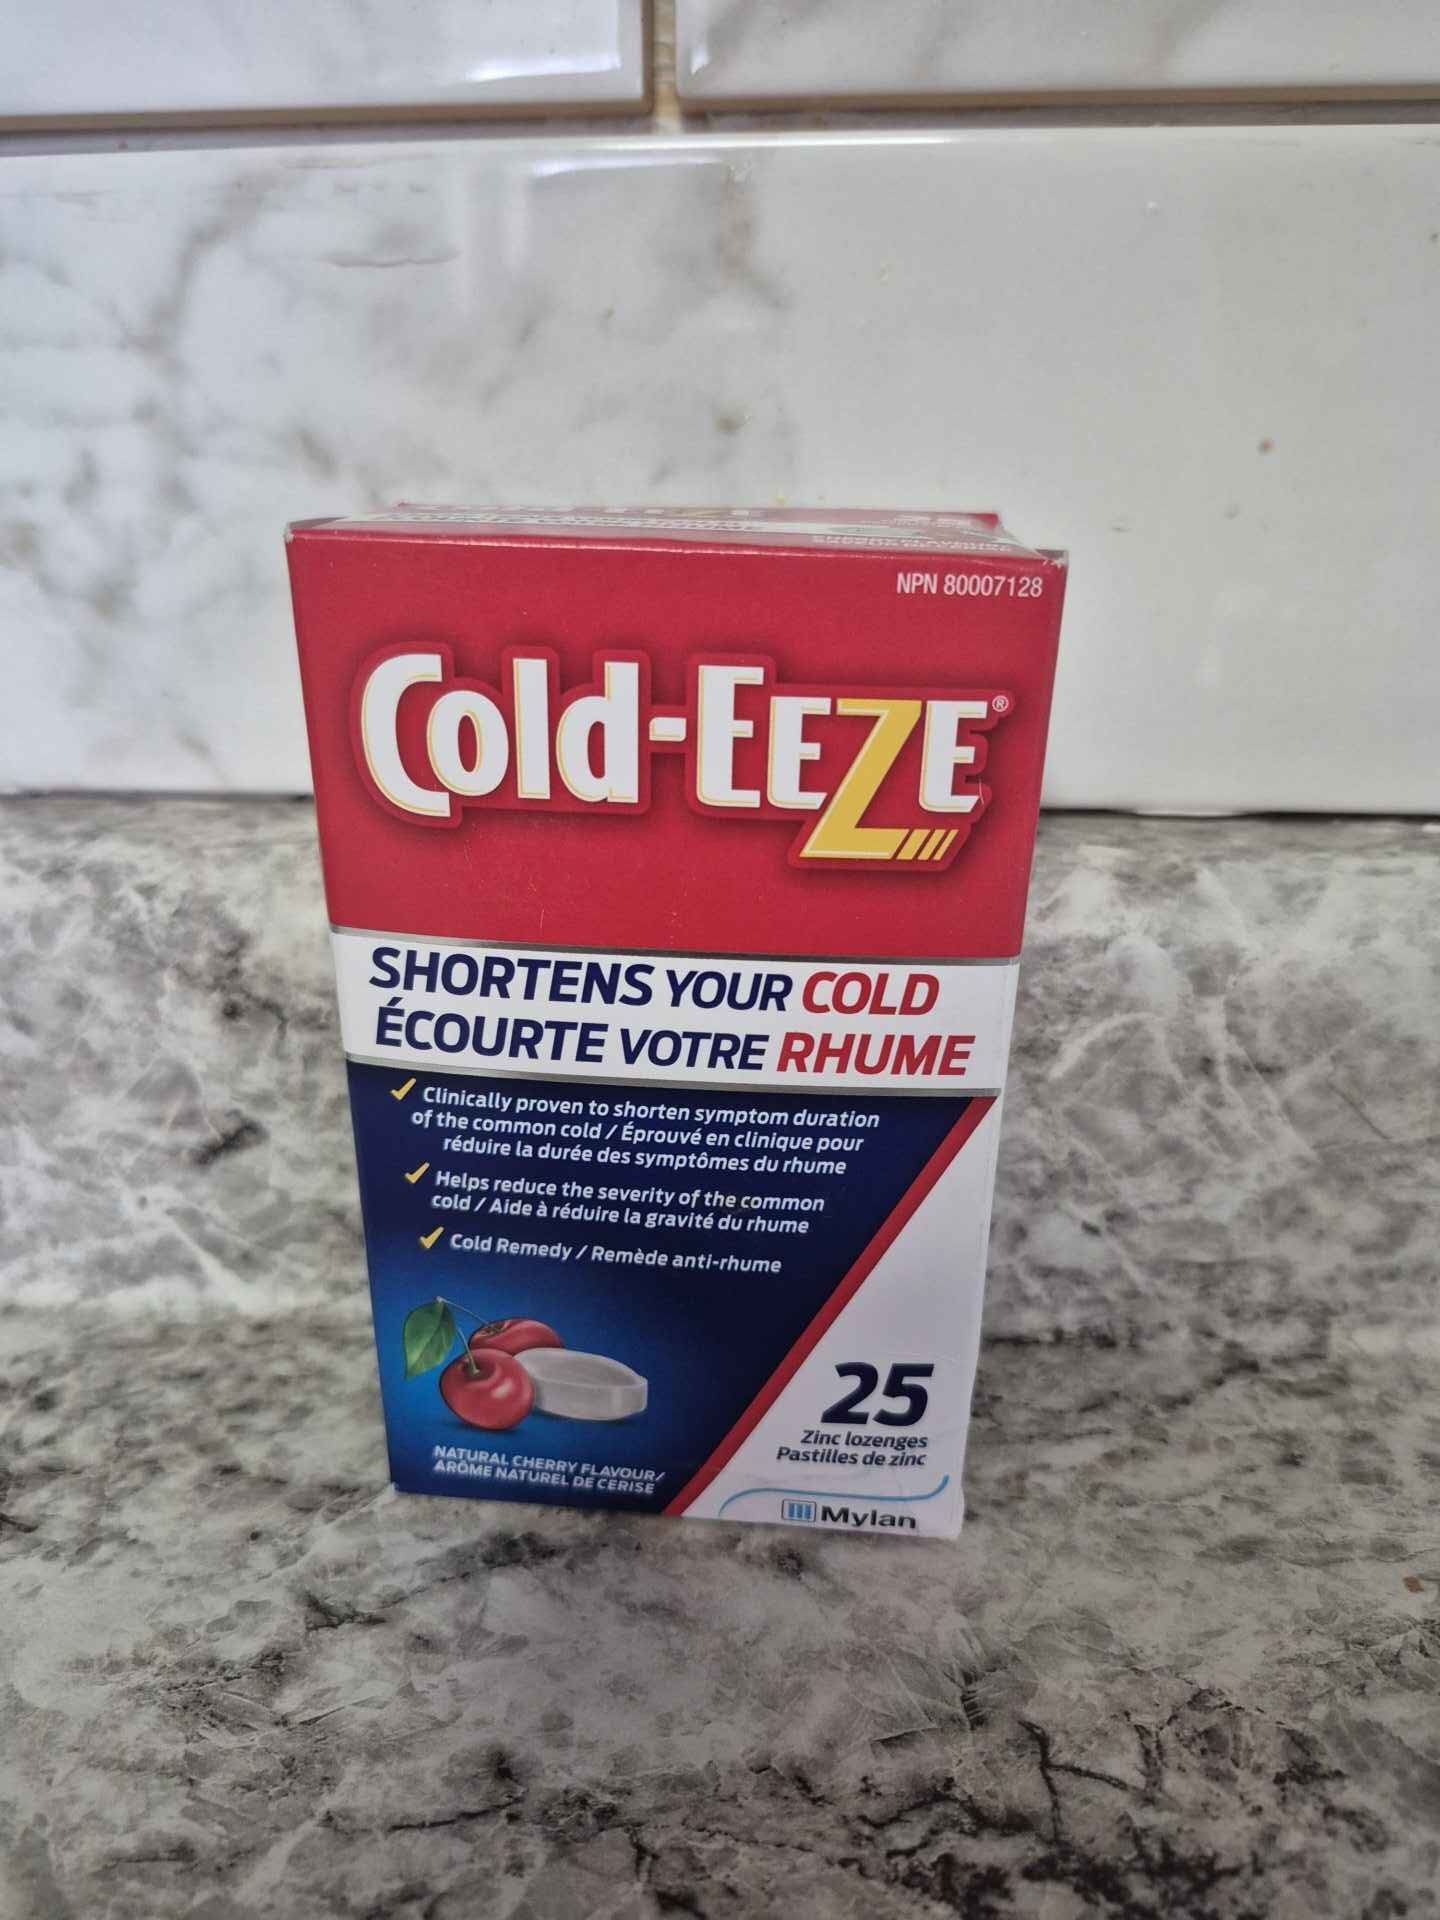 NPN 80007128
Cold-EEZE®
SHORTENS YOUR COLD
ÉCOURTE VOTRE RHUME
Clinically proven to shorten symptom duration
of the common cold / Éprouvé en clinique pour
réduire la durée des symptômes du rhume
Helps reduce the severity of the common
cold / Aide à réduire la gravité du rhume
Cold Remedy / Remède anti-rhume
25
Zinc lozenges
Pastilles de zinc
NATURAL CHERRY FLAVOUR/
ARÔME NATUREL DE CERISE
Mylan